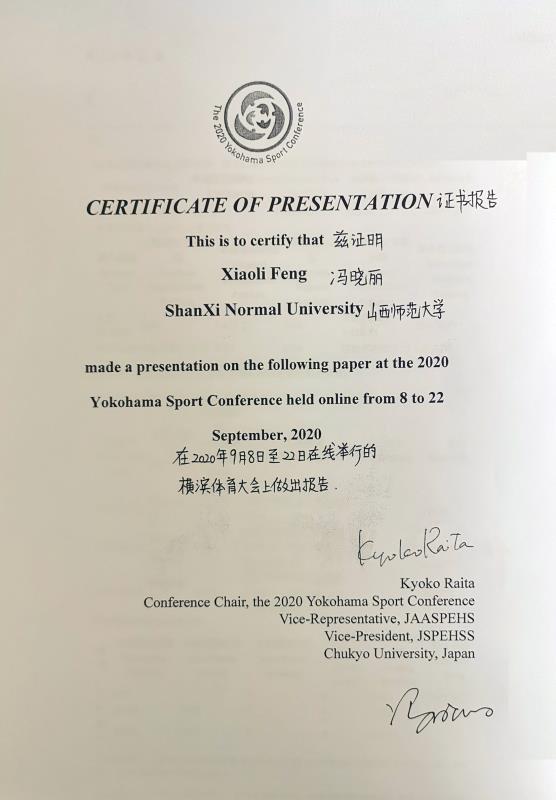 The 2020 Yokohama Sport Conference
CERTIFICATE OF PRESENTATION 证书报告
This is to certify that 兹证明
Xiaoli Feng 冯晓丽
ShanXi Normal University 山西师范大学
made a presentation on the following paper at the 2020
Yokohama Sport Conference held online from 8 to 22
September, 2020
在2020年9月8日至22日在线举行的
横滨体育大会上做出报告.
Kyoko Raita
Kyoko Raita
Conference Chair, the 2020 Yokohama Sport Conference
Vice-Representative, JAASPEHS
Vice-President, JSPEHSS
Chukyo University, Japan